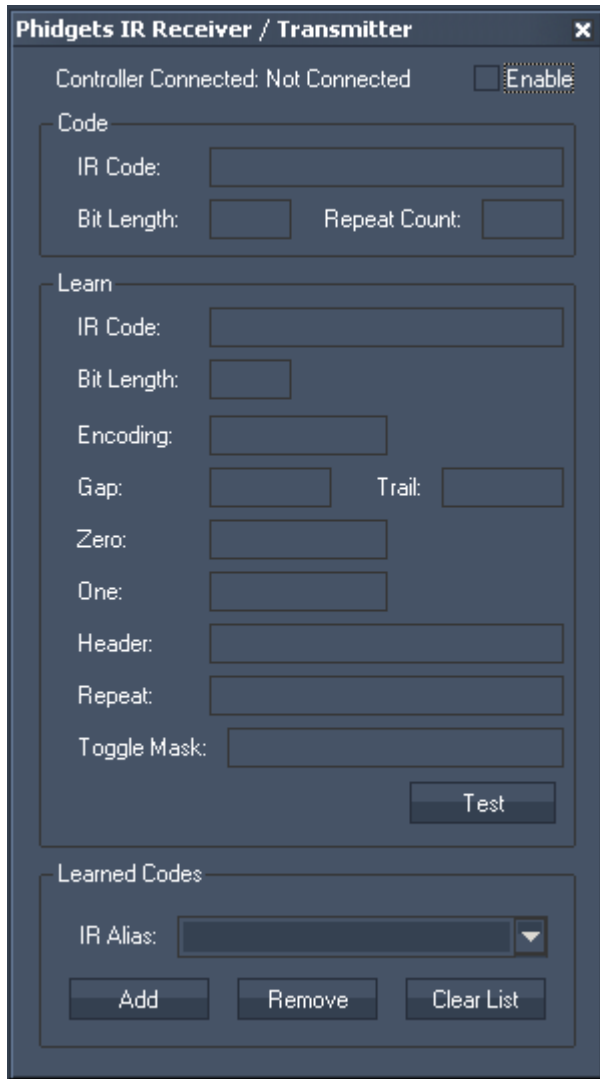 Phidgets IR Receiver / Transmitter
Controller Connected: Not Connected Enable
Code
IR Code:
Bit Length: Repeat Count:
Learn
IR Code:
Bit Length:
Encoding:
Gap: Trail:
Zero:
One:
Header:
Repeat:
Toggle Mask:
Test
Learned Codes
IR Alias:
Add Remove Clear List